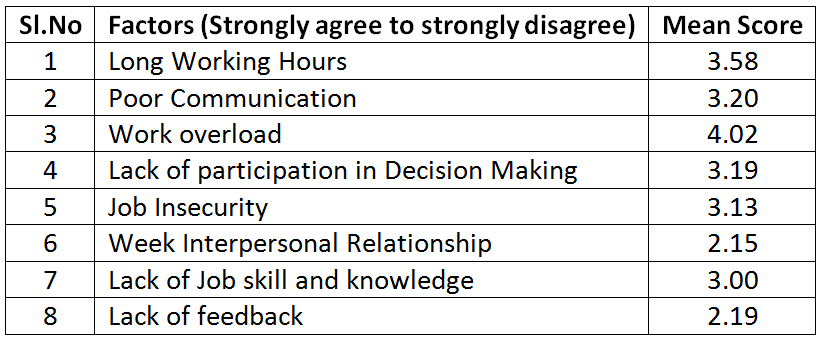 Sl.No Factors (Strongly agree to strongly disagree) Mean Score
1 Long Working Hours 3.58
2 Poor Communication 3.20
3 Work overload 4.02
4 Lack of participation in Decision Making 3.19
5 Job Insecurity 3.13
6 Week Interpersonal Relationship 2.15
7 Lack of Job skill and knowledge 3.00
8 Lack of feedback 2.19